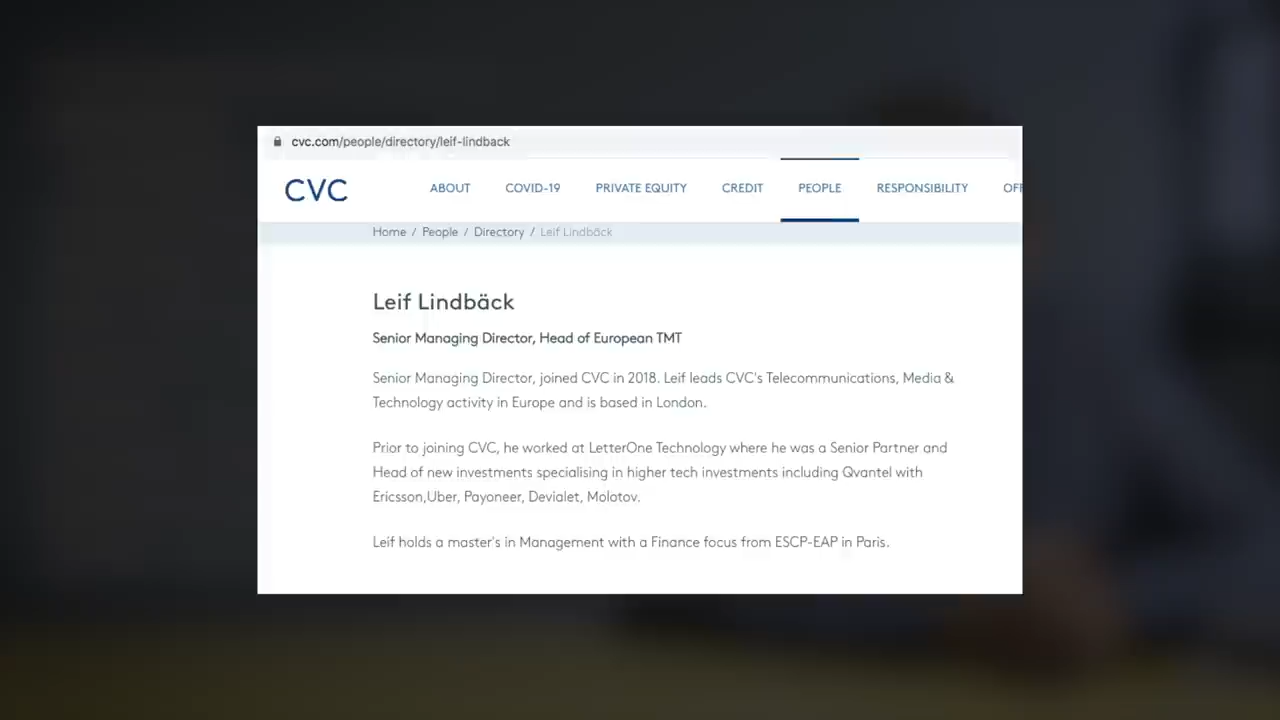 cvc.com/people/directory/leif-lindback
CVC ABOUT COVID-19 PRIVATE EQUITY CREDIT PEOPLE RESPONSIBILITY OFF
Home / People / Directory / Leif Lindbäck
Leif Lindbäck
Senior Managing Director, Head of European TMT
Senior Managing Director, joined CVC in 2018. Leif leads CVC's Telecommunications, Media &
Technology activity in Europe and is based in London.
Prior to joining CVC, he worked at LetterOne Technology where he was a Senior Partner and
Head of new investments specialising in higher tech investments including Qvantel with
Ericsson,Uber, Payoneer, Devialet, Molotov.
Leif holds a master's in Management with a Finance focus from ESCP-EAP in Paris.